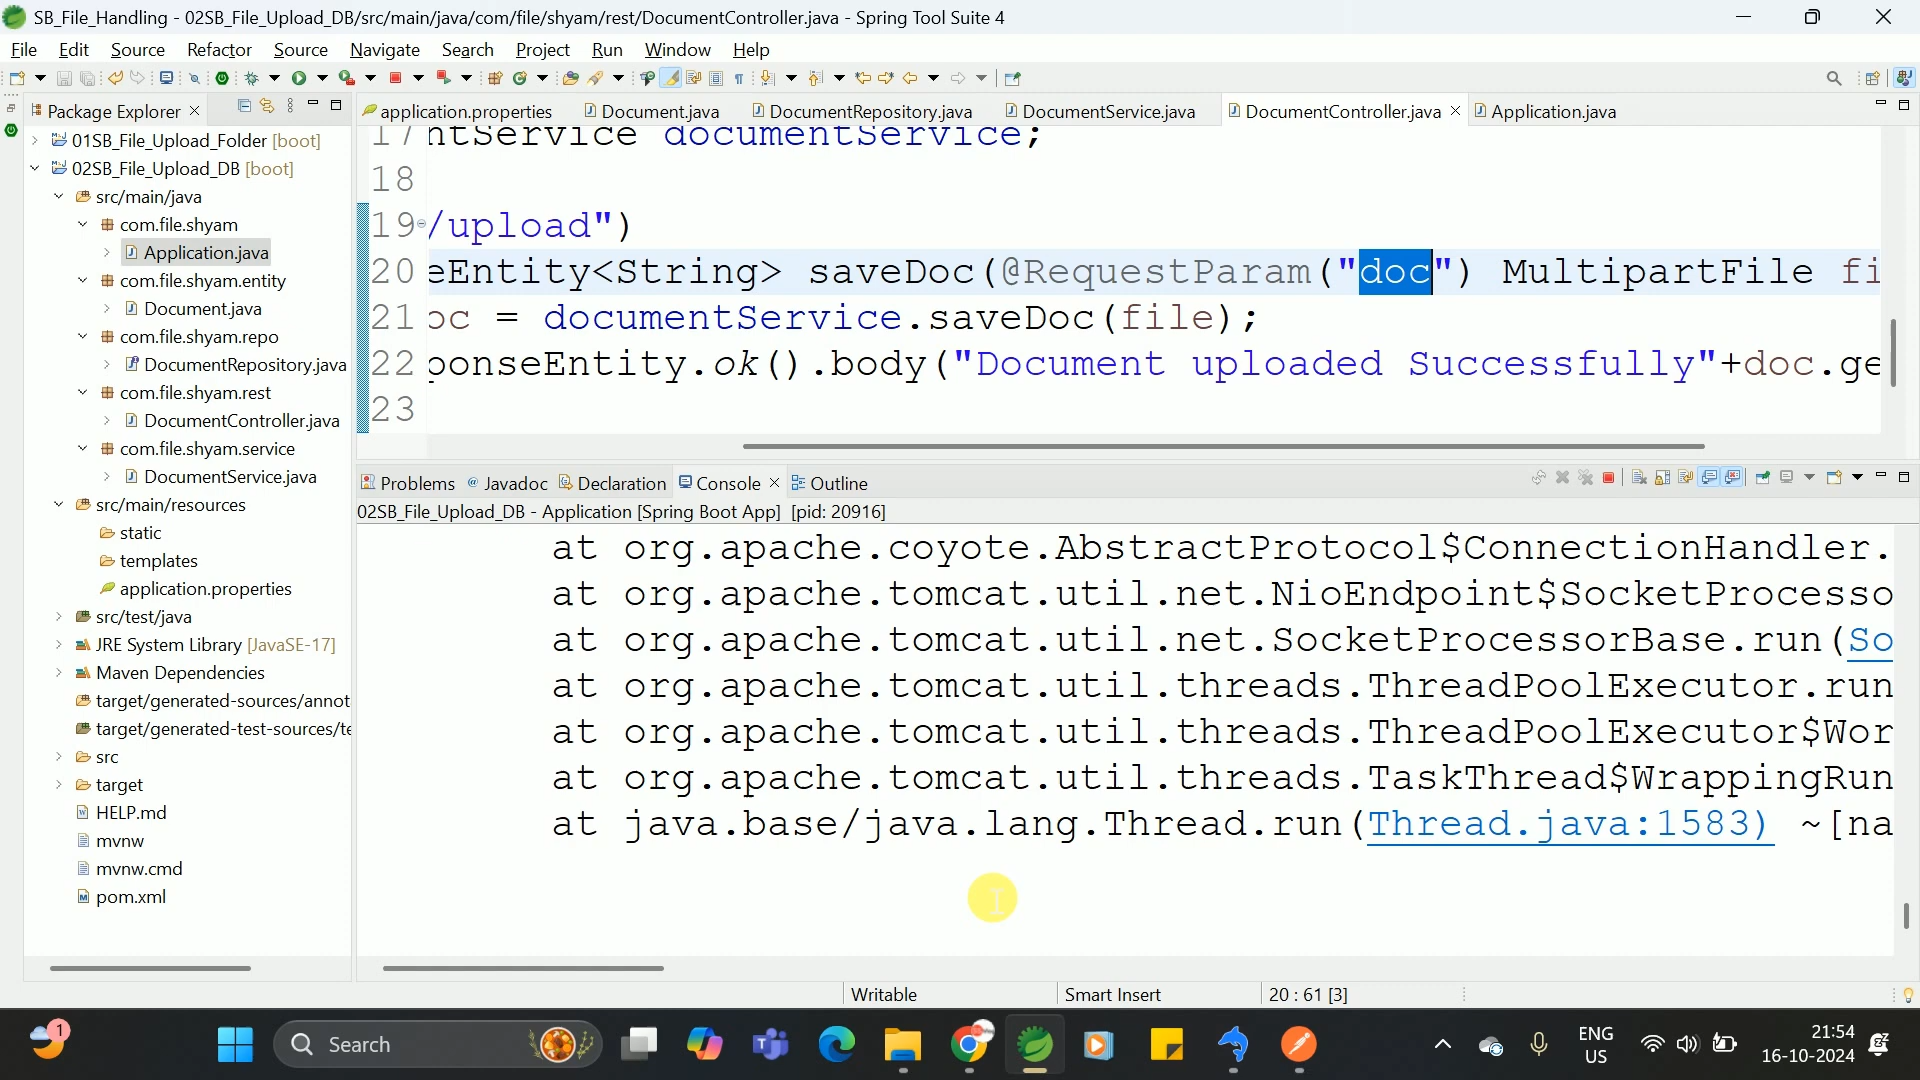 SB_File_Handling - 02SB_File_Upload_DB/src/main/java/com/file/shyam/rest/DocumentController.java - Spring Tool Suite 4
File Edit Source Refactor Source Navigate Search Project Run Window Help
Package Explorer
application.properties Document.java DocumentRepository.java DocumentService.java DocumentController.java Application.java
01SB_File_Upload_Folder [boot]
02SB_File_Upload_DB [boot]
src/main/java
com.file.shyam
Application.java
com.file.shyam.entity
Document.java
com.file.shyam.repo
DocumentRepository.java
com.file.shyam.rest
DocumentController.java
com.file.shyam.service
DocumentService.java
src/main/resources
static
templates
application.properties
src/test/java
JRE System Library [JavaSE-17]
Maven Dependencies
target/generated-sources/annot
target/generated-test-sources/te
src
target
HELP.md
mvnw
mvnw.cmd
pom.xml
17 ntService documentService;
18
19 /upload")
20 eEntity<String> saveDoc(@RequestParam("doc") MultipartFile fi
21 oc = documentService.saveDoc(file);
22 ponseEntity.ok().body("Document uploaded Successfully"+doc.ge
23
Problems Javadoc Declaration Console Outline
02SB_File_Upload_DB - Application [Spring Boot App] [pid: 20916]
at org.apache.coyote.AbstractProtocol$ConnectionHandler.
at org.apache.tomcat.util.net.NioEndpoint$SocketProcesso
at org.apache.tomcat.util.net.SocketProcessorBase.run(So
at org.apache.tomcat.util.threads.ThreadPoolExecutor.run
at org.apache.tomcat.util.threads.ThreadPoolExecutor$Wor
at org.apache.tomcat.util.threads.TaskThread$WrappingRun
at java.base/java.lang.Thread.run(Thread.java:1583) ~[na
Writable Smart Insert 20 : 61 [3]
1
Search
ENG
US
21:54
16-10-2024